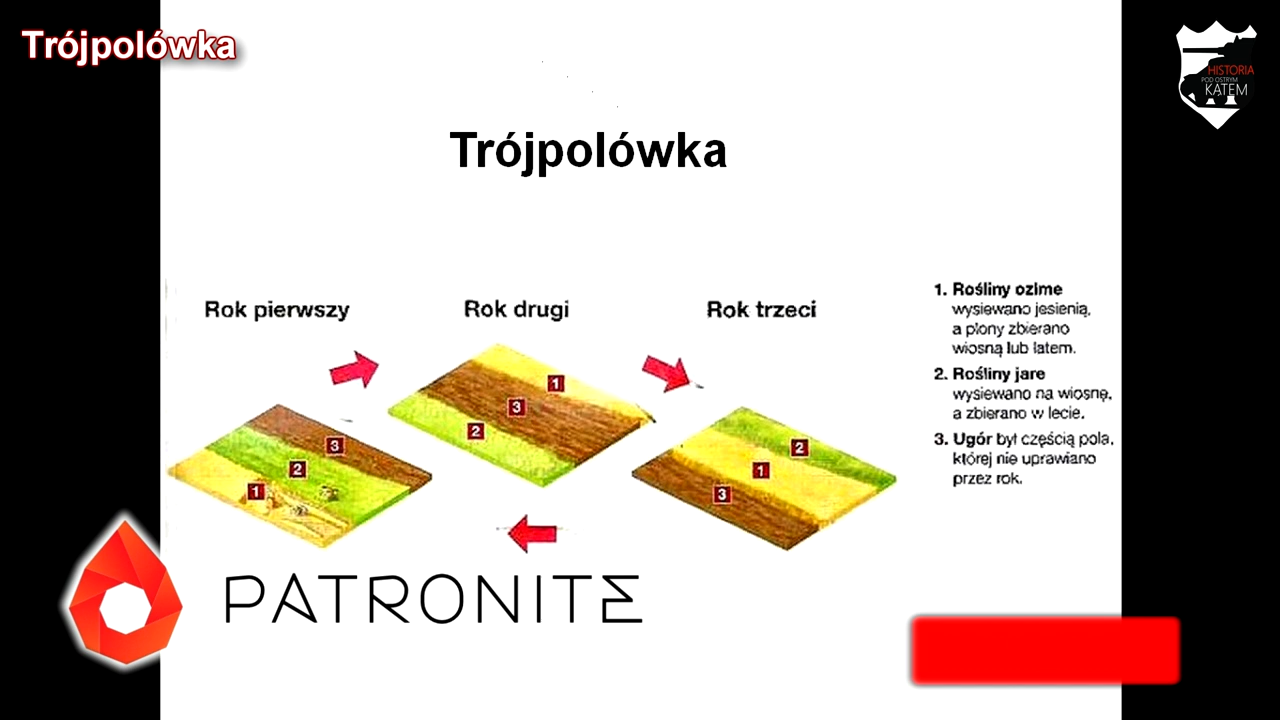 Trójpolówka
HISTORIA
POD OSTRYM
KĄTEM
Trójpolówka
Rok pierwszy
Rok drugi
Rok trzeci
3
2
1
1
3
2
2
1
3
1. Rośliny ozime
wysiewano jesienią,
a plony zbierano
wiosną lub latem.
2. Rośliny jare
wysiewano na wiosnę,
a zbierano w lecie.
3. Ugór był częścią pola,
której nie uprawiano
przez rok.
PATRONITE